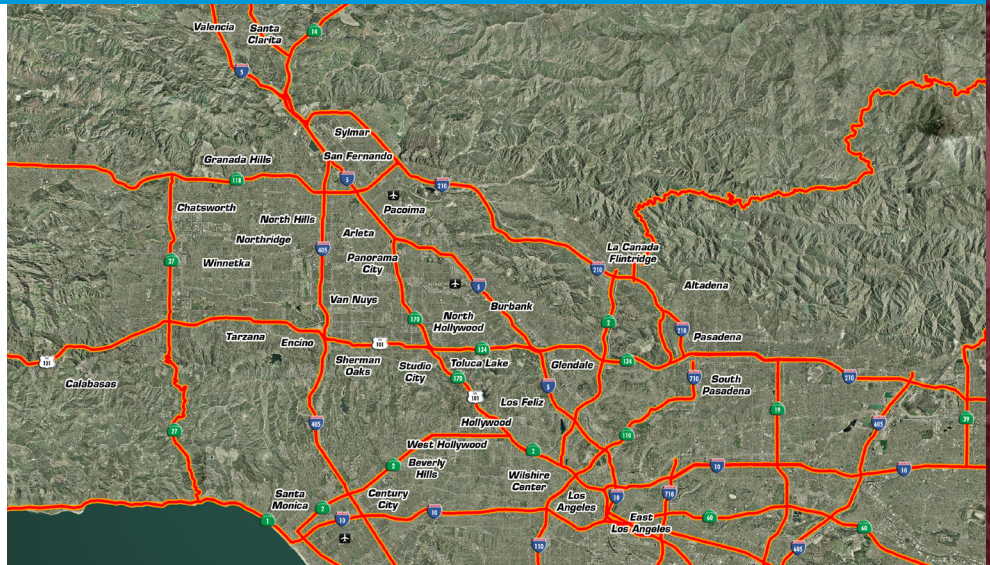 Valencia
Santa
Clarita
14
5
Sylmar
San Fernando
Granada Hills
118
5
210
Pacoima
Chatsworth
North Hills
Northridge
Arleta
405
27
Winnetka
Panorama
City
La Canada
Flintridge
210
5
Altadena
Van Nuys
Burbank
170
North
Hollywood
2
210
Pasadena
Tarzana
Encino
101
134
134
101
Sherman
Oaks
Studio
City
Toluca Lake
Glendale
170
Calabasas
5
710
South
Pasadena
210
101
Los Feliz
19
39
27
405
Hollywood
110
605
West Hollywood
2
2
Beverly
Hills
10
10
Wilshire
Center
Santa
Monica
Century
City
Los
Angeles
10
710
2
1
10
10
East
Los Angeles
60
60
110
605